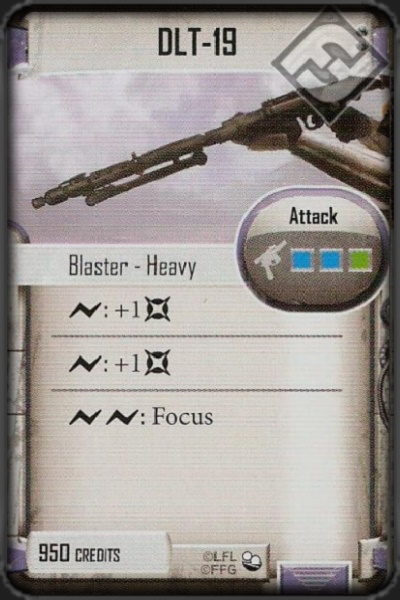 DLT-19
Attack
Blaster - Heavy
: +1
: +1
: Focus
950 CREDITS
©LFL
©FFG